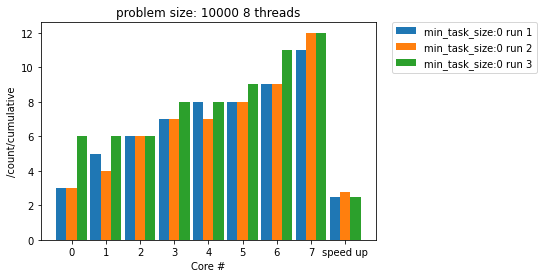 problem size: 10000 8 threads
min_task_size:0 run 1
min_task_size:0 run 2
min_task_size:0 run 3
/count/cumulative
12
10
8
6
4
2
0
0 1 2 3 4 5 6 7 speed up
Core #